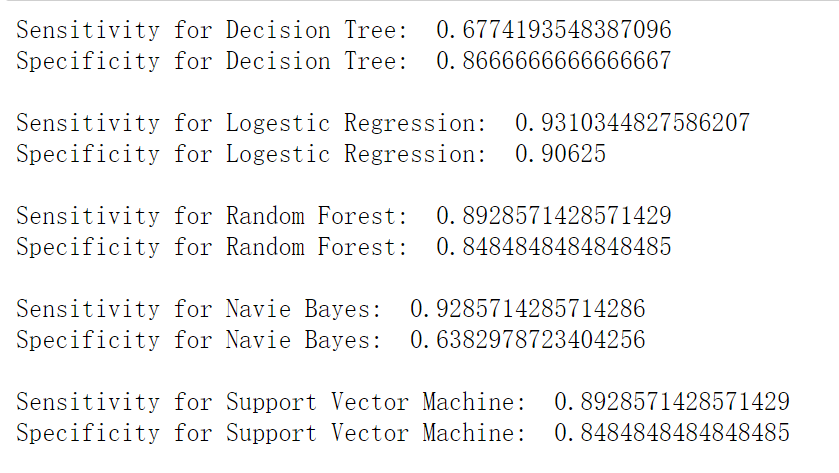 Sensitivity for Decision Tree:  0.6774193548387096
Specificity for Decision Tree:  0.8666666666666667
Sensitivity for Logestic Regression:  0.9310344827586207
Specificity for Logestic Regression:  0.90625
Sensitivity for Random Forest:  0.8928571428571429
Specificity for Random Forest:  0.8484848484848485
Sensitivity for Navie Bayes:  0.9285714285714286
Specificity for Navie Bayes:  0.6382978723404256
Sensitivity for Support Vector Machine:  0.8928571428571429
Specificity for Support Vector Machine:  0.8484848484848485